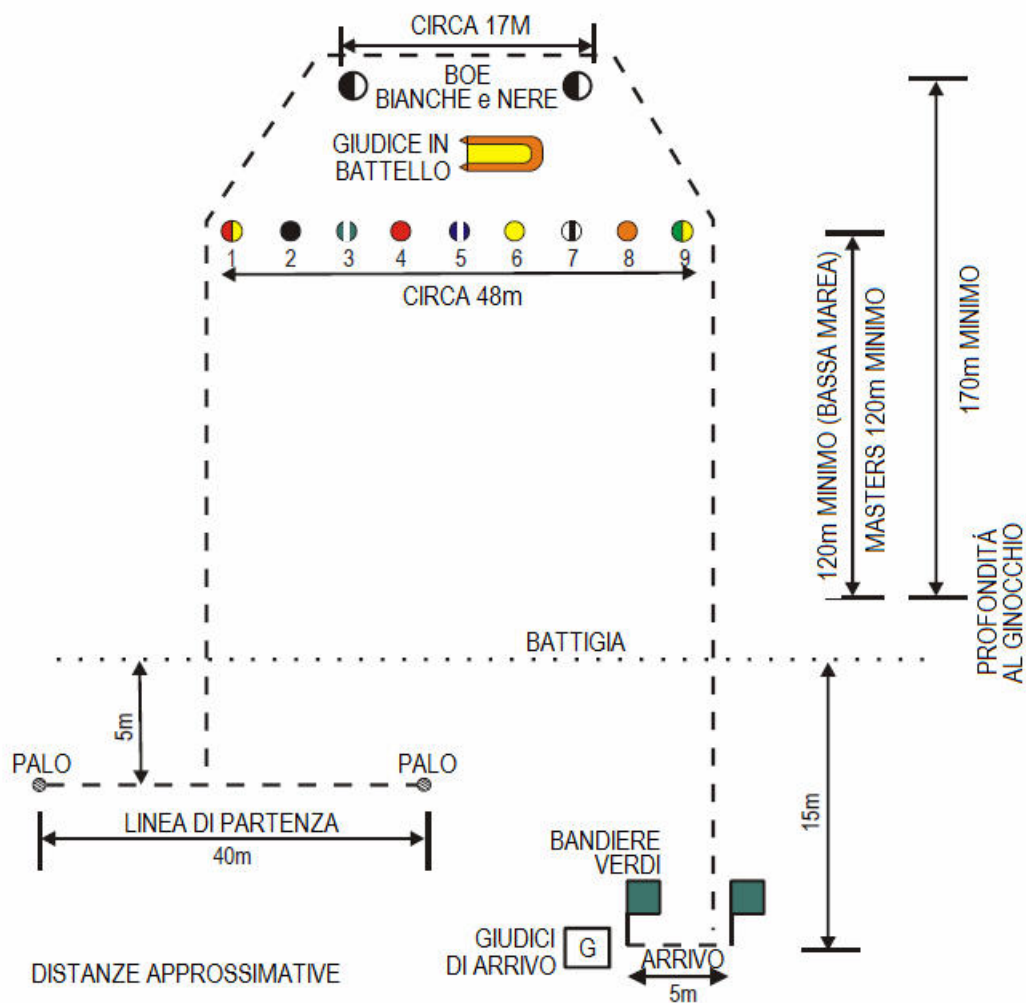 CIRCA 17M
BOE
BIANCHE e NERE
GIUDICE IN
BATTELLO
1 2 3 4 5 6 7 8 9
CIRCA 48m
120m MINIMO (BASSA MAREA)
MASTERS 120m MINIMO
170m MINIMO
PROFONDITÁ
AL GINOCCHIO
BATTIGIA
5m
PALO
PALO
LINEA DI PARTENZA
40m
15m
BANDIERE
VERDI
GIUDICI
DI ARRIVO
G
ARRIVO
5m
DISTANZE APPROSSIMATIVE